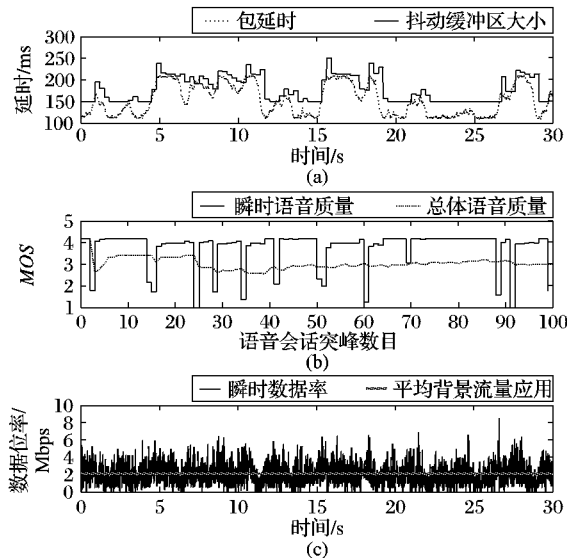 包延时 抖动缓冲区大小
延时/ms
300
250
200
150
100
0 5 10 15 20 25 30
时间/s
(a)
瞬时语音质量 总体语音质量
MOS
5
4
3
2
1
0 10 20 30 40 50 60 70 80 90 100
语音会话突峰数目
(b)
瞬时数据率 平均背景流量应用
数据位率/
Mbps
10
8
6
4
2
0
0 5 10 15 20 25 30
时间/s
(c)